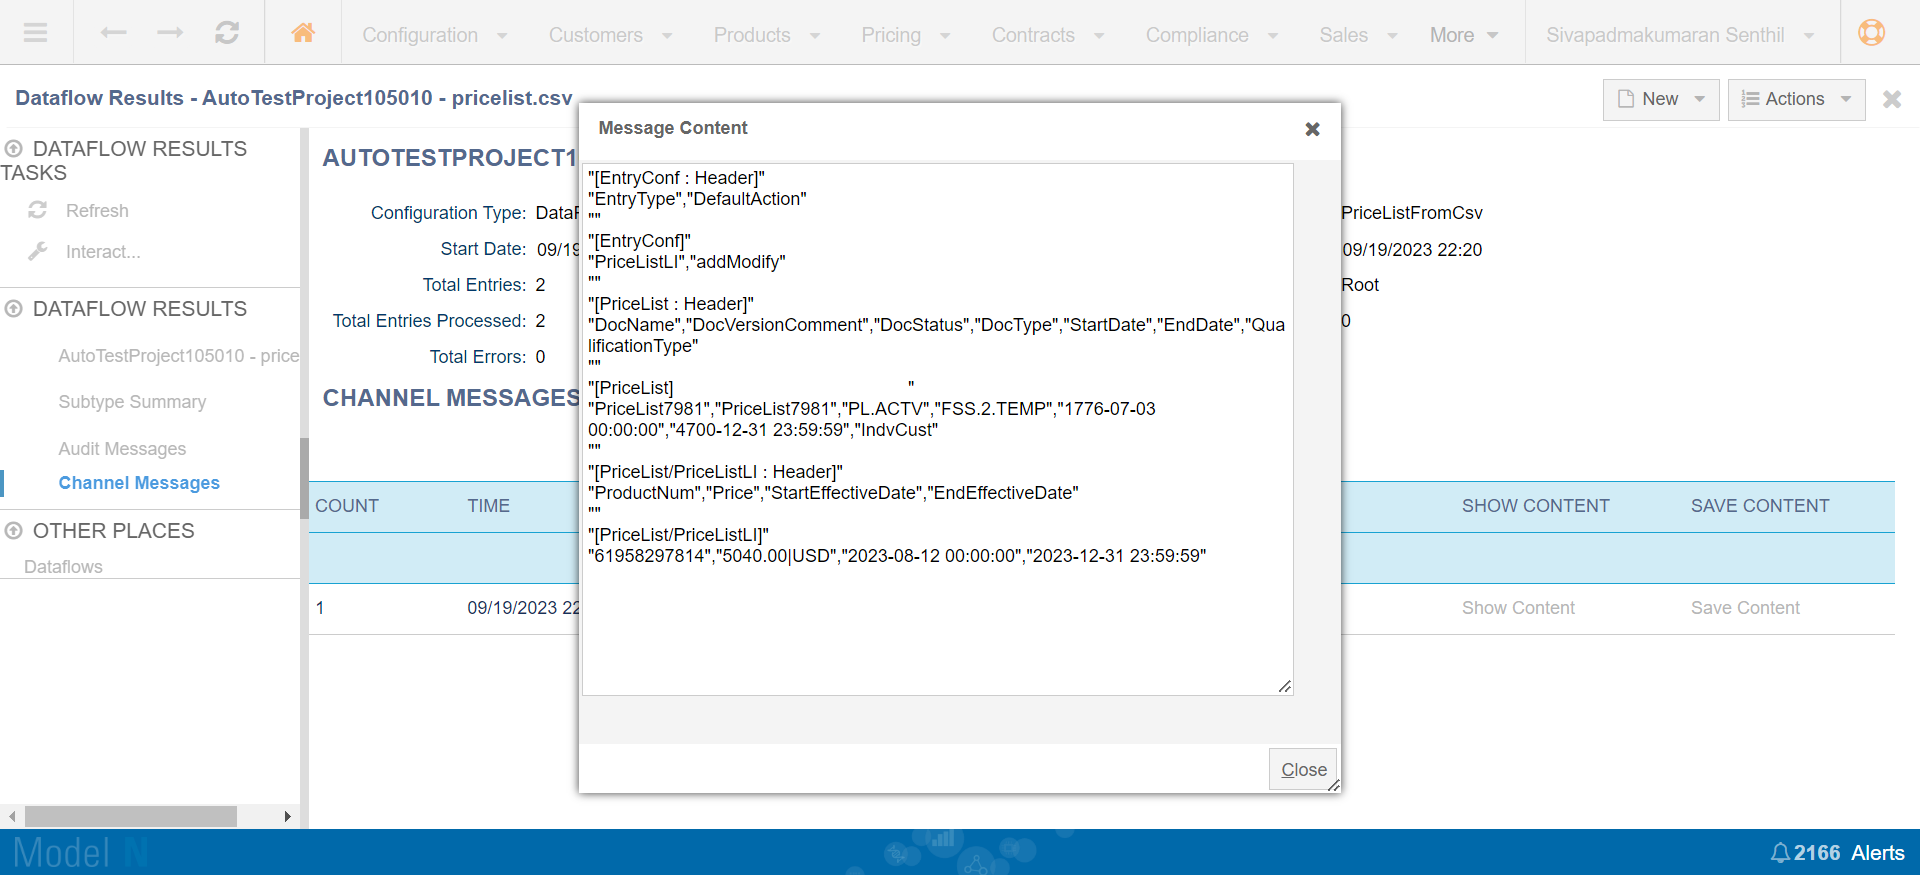 Configuration
Customers
Products
Pricing
Contracts
Compliance
Sales
More
Sivapadmakumaran Senthil
Dataflow Results - AutoTestProject105010 - pricelist.csv
New
Actions
DATAFLOW RESULTS
TASKS
Refresh
Interact...
DATAFLOW RESULTS
AutoTestProject105010 - price
Subtype Summary
Audit Messages
Channel Messages
OTHER PLACES
Dataflows
AUTOTESTPROJECT1
Configuration Type: DataF
PriceListFromCsv
Start Date: 09/19
09/19/2023 22:20
Total Entries: 2
Root
Total Entries Processed: 2
0
Total Errors: 0
CHANNEL MESSAGES
COUNT
TIME
SHOW CONTENT
SAVE CONTENT
1
09/19/2023 22
Show Content
Save Content
Message Content
"[EntryConf : Header]"
"EntryType","DefaultAction"
""
"[EntryConf]"
"PriceListLI","addModify"
""
"[PriceList : Header]"
"DocName","DocVersionComment","DocStatus","DocType","StartDate","EndDate","Qua
lificationType"
""
"[PriceList] "
"PriceList7981","PriceList7981","PL.ACTV","FSS.2.TEMP","1776-07-03
00:00:00","4700-12-31 23:59:59","IndvCust"
""
"[PriceList/PriceListLI : Header]"
"ProductNum","Price","StartEffectiveDate","EndEffectiveDate"
""
"[PriceList/PriceListLI]"
"61958297814","5040.00|USD","2023-08-12 00:00:00","2023-12-31 23:59:59"
Close
Model N
2166 Alerts